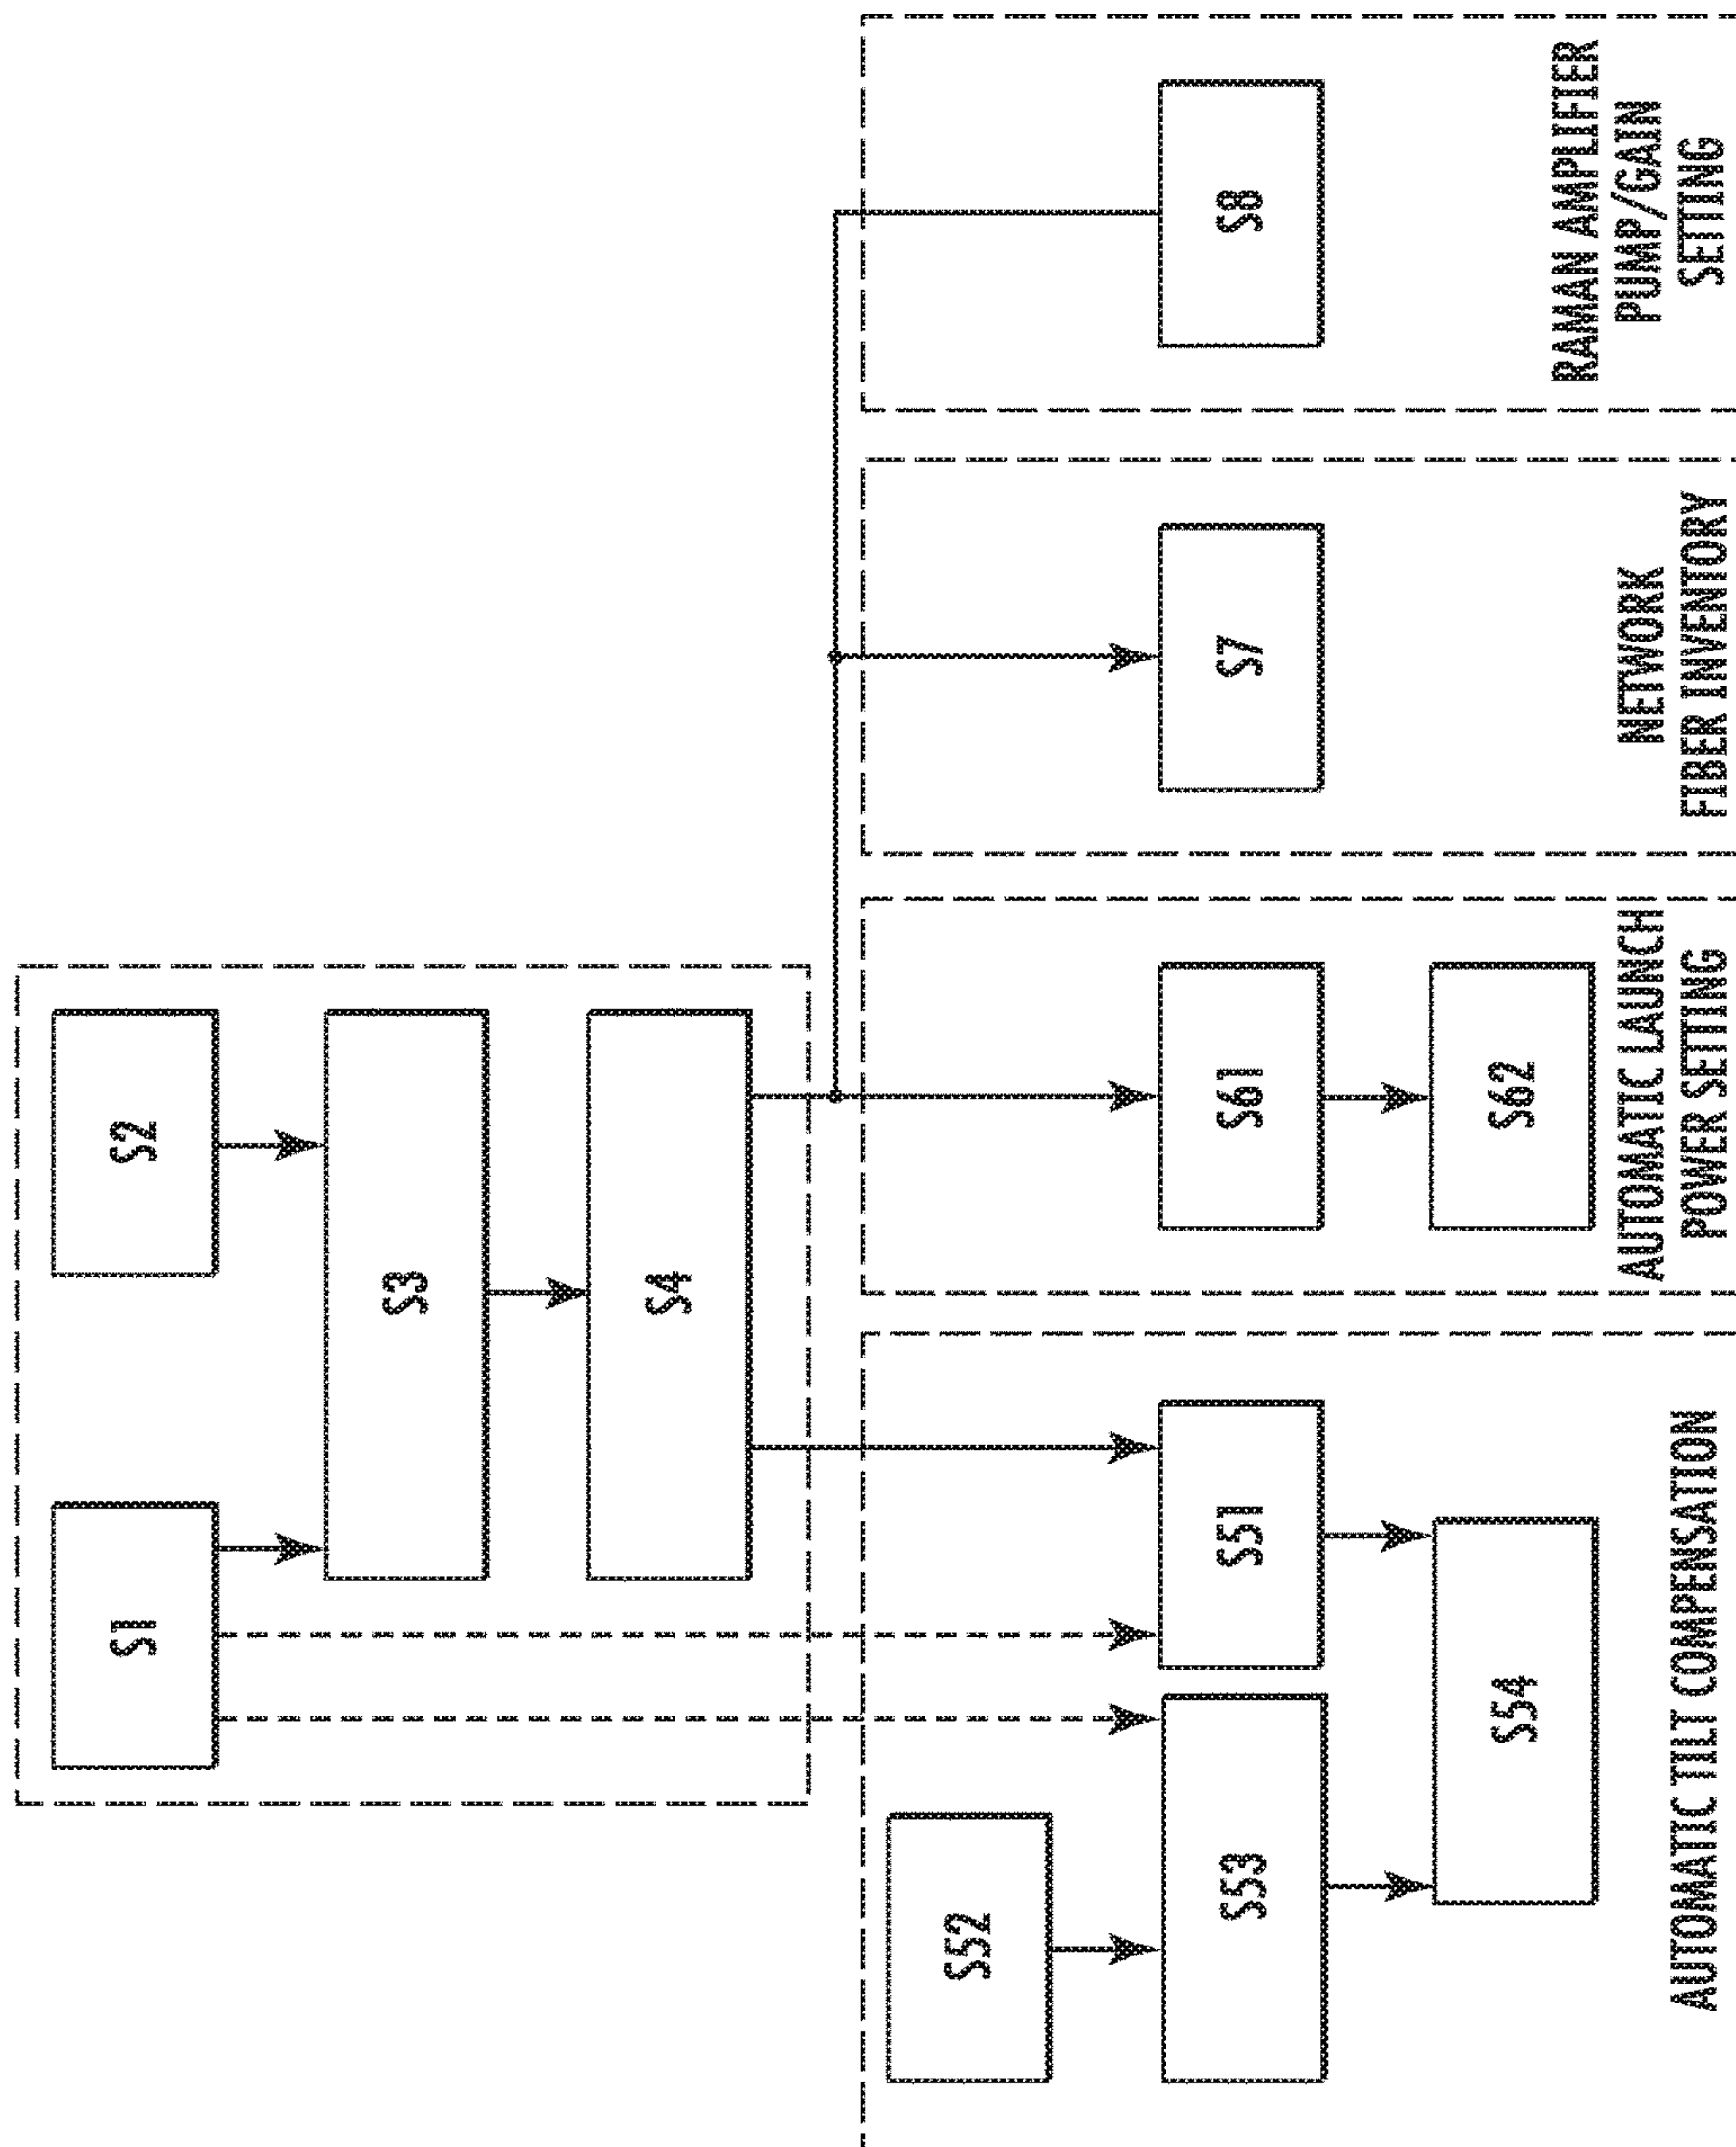 S1
S2
S3
S4
S52
S53
S51
S54
AUTOMATIC TILT COMPENSATION
S61
S62
AUTOMATIC LAUNCH
POWER SETTING
S7
NETWORK
FIBER INVENTORY
S8
RAMAN AMPLIFIER
PUMP/GAIN
SETTING